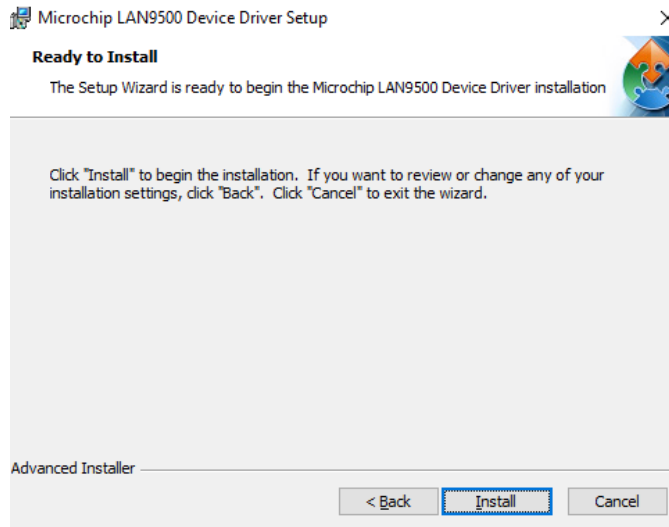 Microchip LAN9500 Device Driver Setup
Ready to Install
The Setup Wizard is ready to begin the Microchip LAN9500 Device Driver installation
Click "Install" to begin the installation. If you want to review or change any of your
installation settings, click "Back". Click "Cancel" to exit the wizard.
Advanced Installer
< Back
Install
Cancel